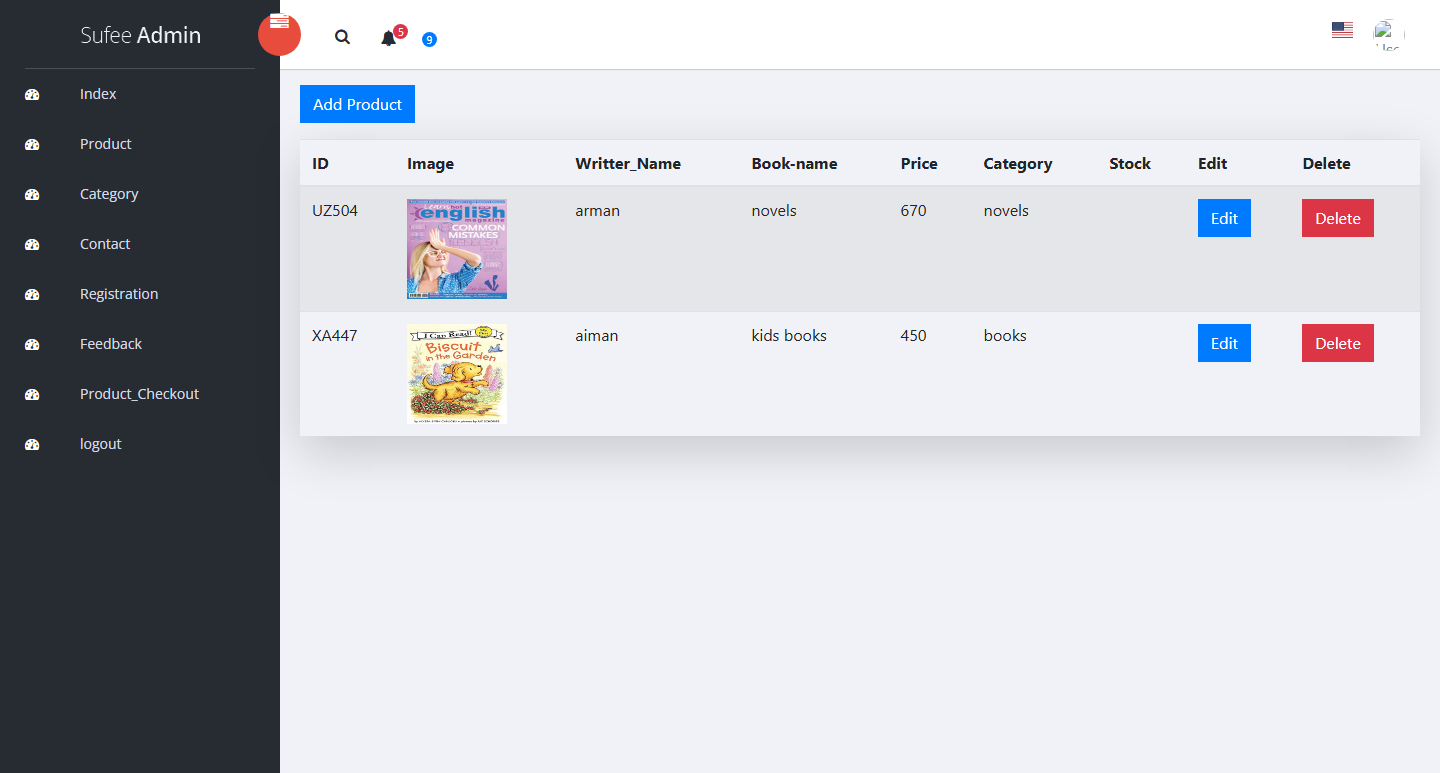 Sufee Admin
5
9
Index
Product
Category
Contact
Registration
Feedback
Product_Checkout
logout
Add Product
ID Image Writter_Name Book-name Price Category Stock Edit Delete
UZ504 arman novels 670 novels Edit Delete
Learn hot
english
magazine
COMMON
MISTAKES
XA447 aiman kids books 450 books Edit Delete
I Can Read!
Biscuit
in the Garden